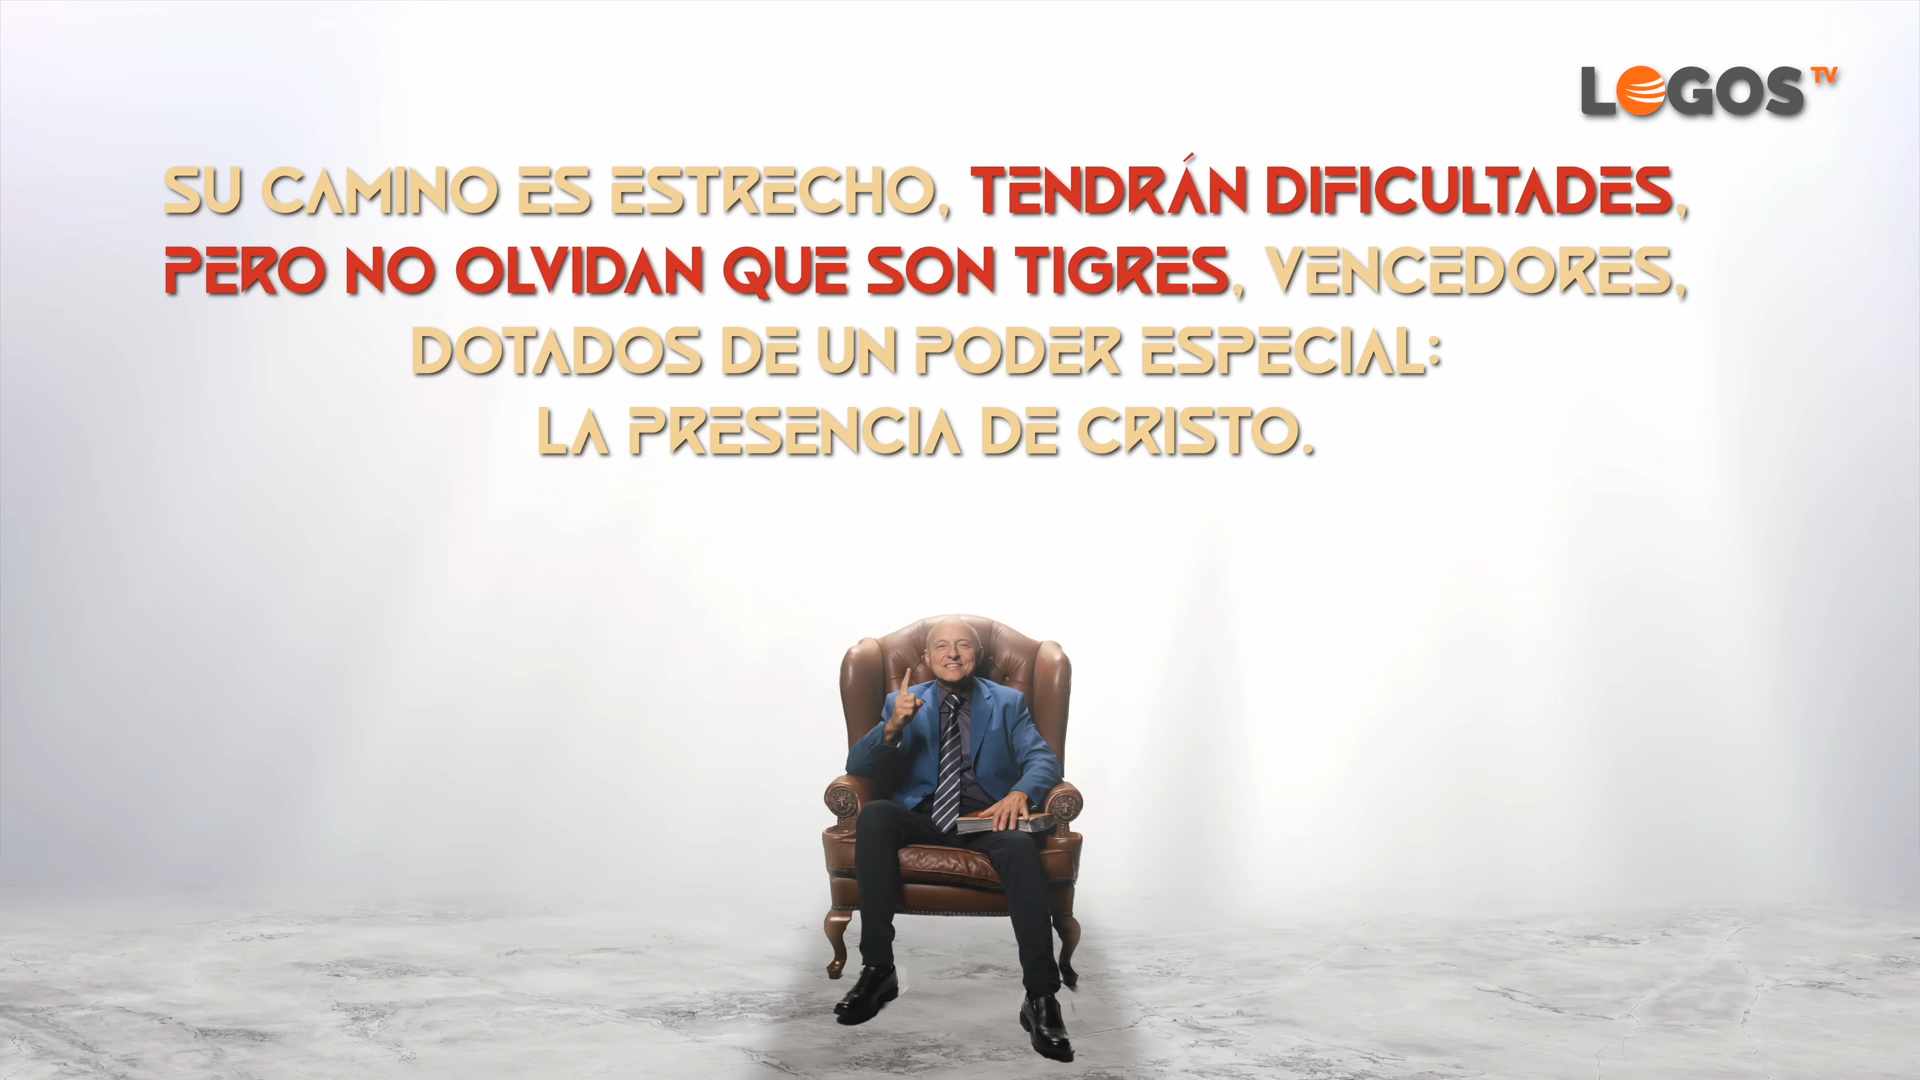 LOGOS TV
SU CAMINO ES ESTRECHO, TENDRÁN DIFICULTADES,
PERO NO OLVIDAN QUE SON TIGRES, VENCEDORES,
DOTADOS DE UN PODER ESPECIAL:
LA PRESENCIA DE CRISTO.